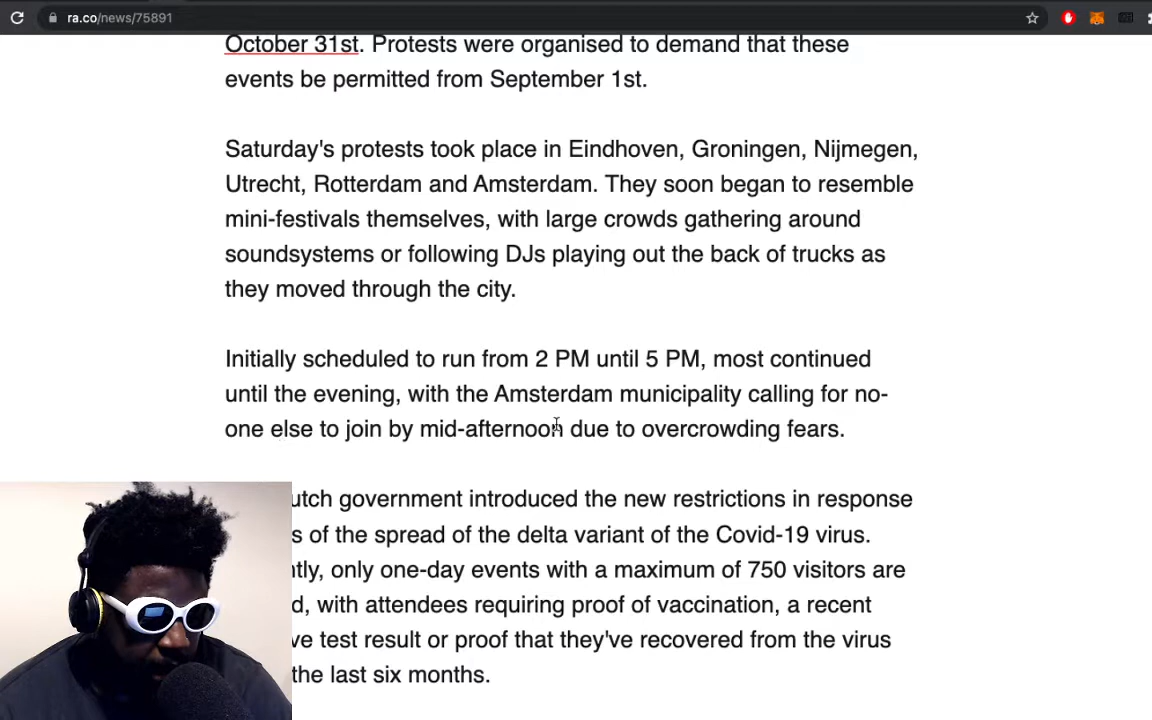 ra.co/news/75891
October 31st. Protests were organised to demand that these
events be permitted from September 1st.
Saturday's protests took place in Eindhoven, Groningen, Nijmegen,
Utrecht, Rotterdam and Amsterdam. They soon began to resemble
mini-festivals themselves, with large crowds gathering around
soundsystems or following DJs playing out the back of trucks as
they moved through the city.
Initially scheduled to run from 2 PM until 5 PM, most continued
until the evening, with the Amsterdam municipality calling for no-
one else to join by mid-afternoon due to overcrowding fears.
utch government introduced the new restrictions in response
s of the spread of the delta variant of the Covid-19 virus.
ntly, only one-day events with a maximum of 750 visitors are
d, with attendees requiring proof of vaccination, a recent
ve test result or proof that they've recovered from the virus
the last six months.